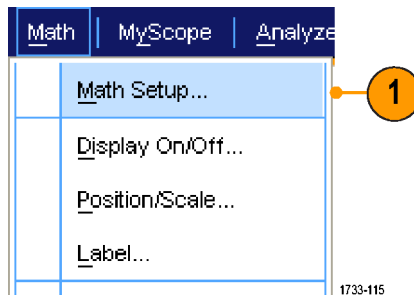 Math MyScope Analyze
Math Setup... 1
Display On/Off...
Position/Scale...
Label...
1733-115